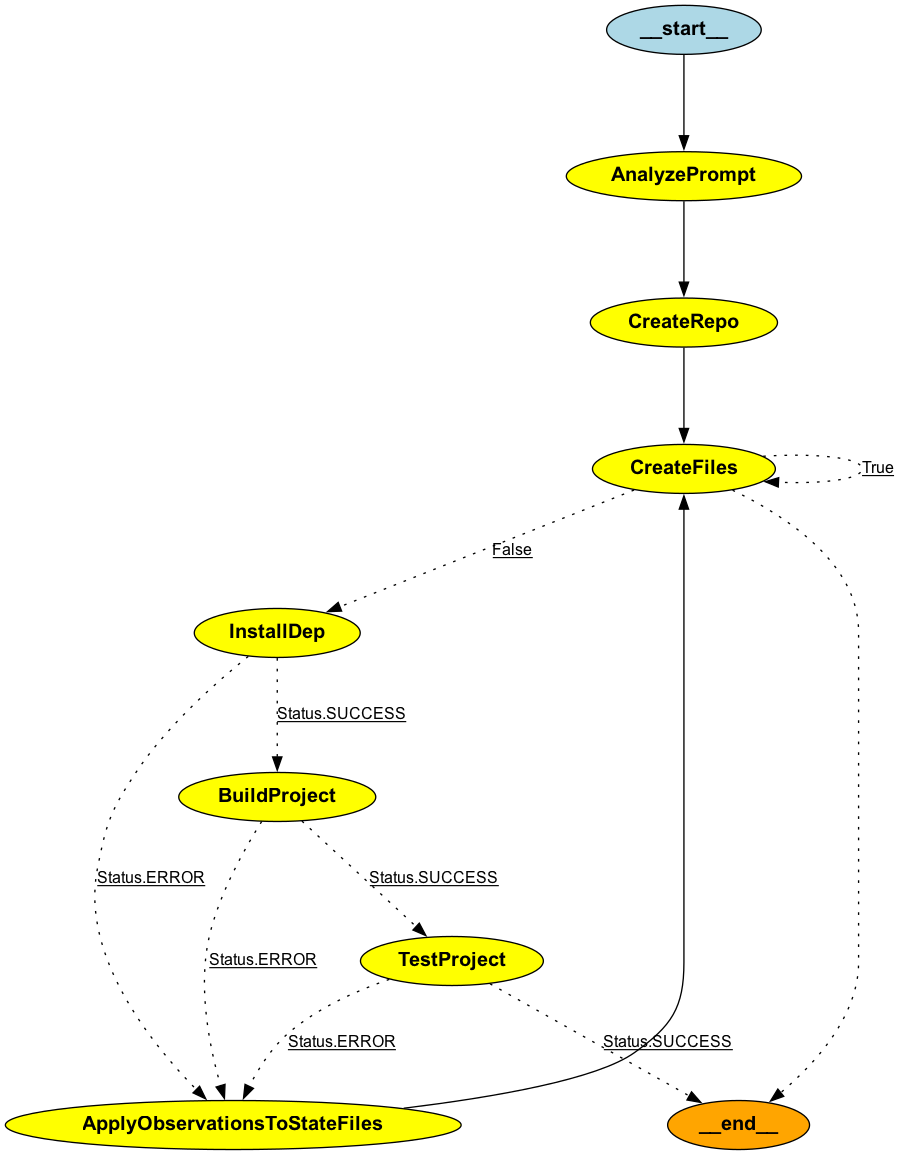 __start__
AnalyzePrompt
CreateRepo
CreateFiles
True
False
InstallDep
Status.SUCCESS
BuildProject
Status.ERROR
Status.SUCCESS
Status.ERROR
TestProject
Status.ERROR
Status.SUCCESS
ApplyObservationsToStateFiles
__end__